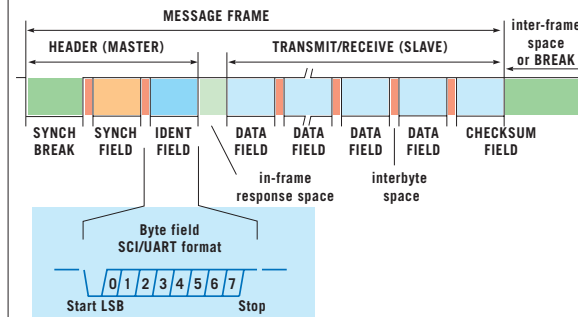 MESSAGE FRAME
inter-frame
space
or BREAK
HEADER (MASTER)
TRANSMIT/RECEIVE (SLAVE)
SYNCH
BREAK
SYNCH
FIELD
IDENT
FIELD
DATA
FIELD
DATA
FIELD
DATA
FIELD
DATA
FIELD
CHECKSUM
FIELD
in-frame
response space
interbyte
space
Byte field
SCI/UART format
0 1 2 3 4 5 6 7
Start LSB Stop